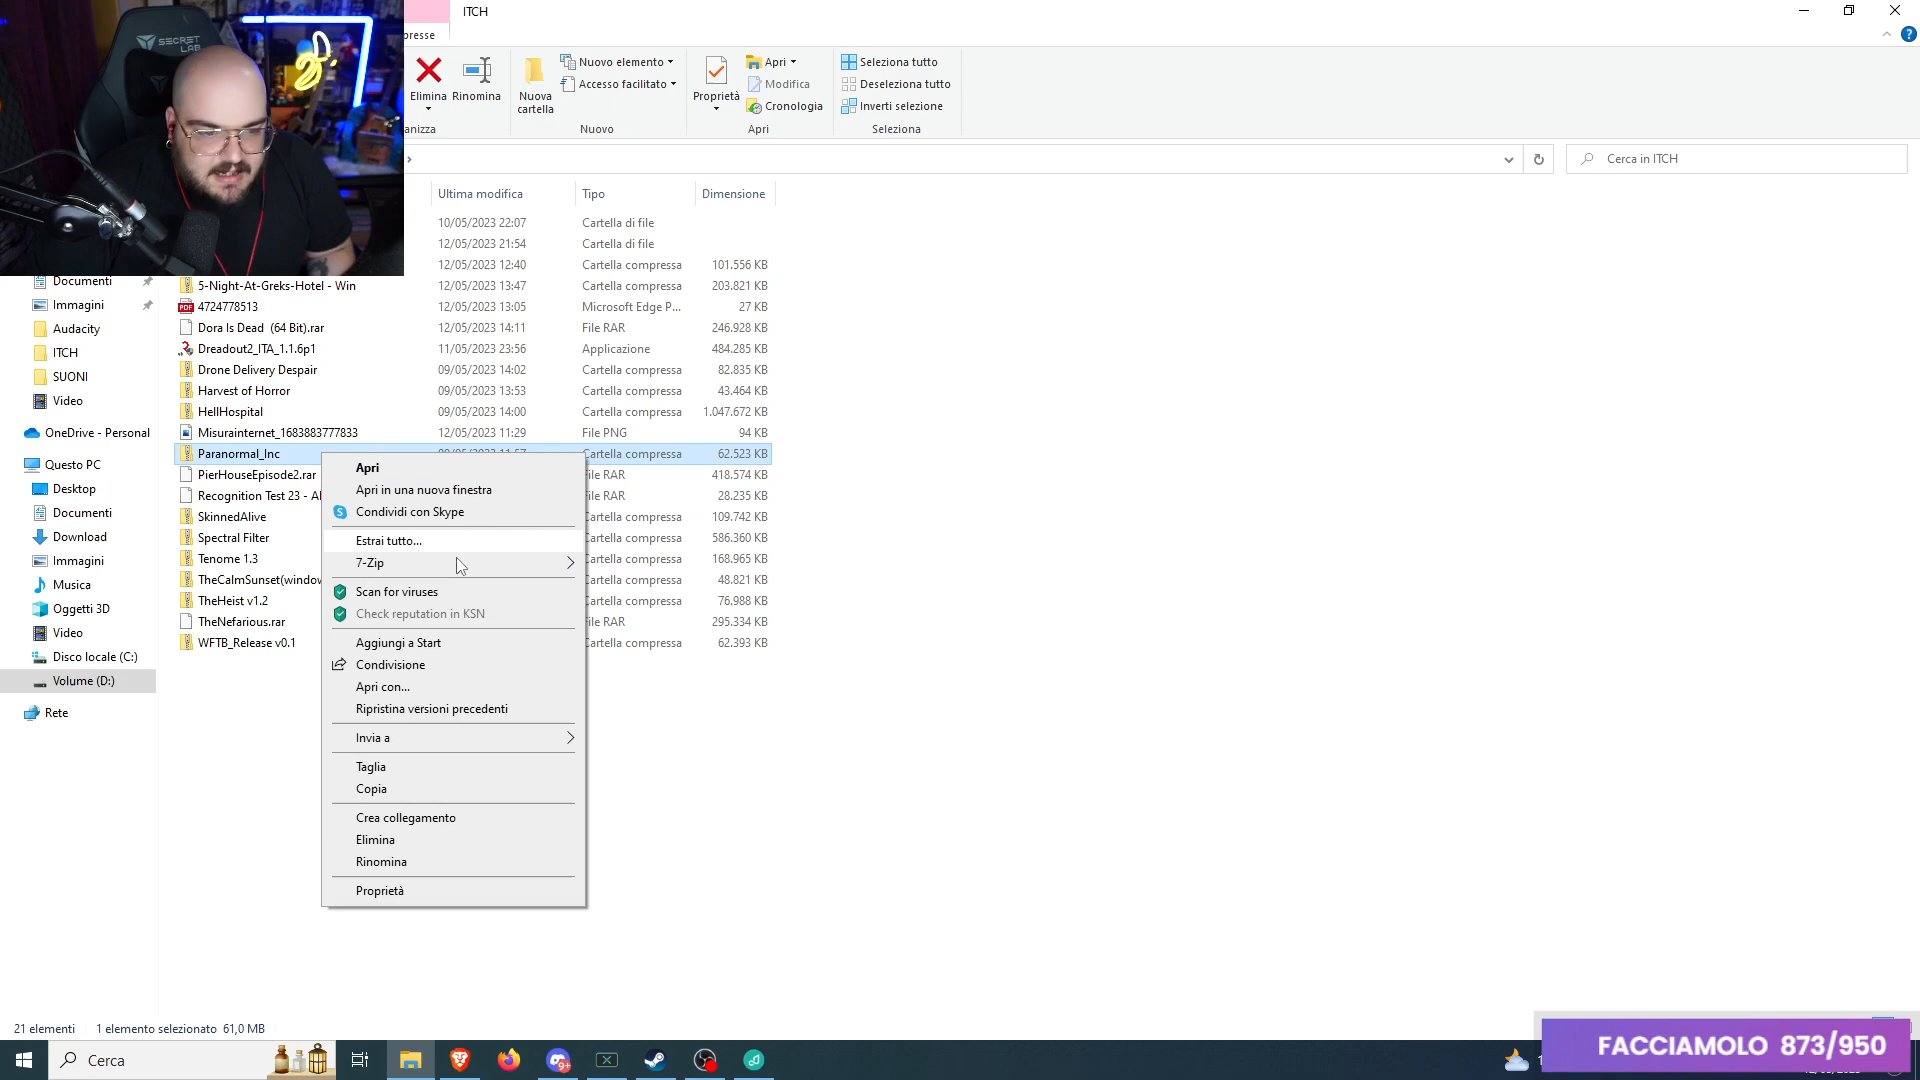 SECRET
LAB
ITCH
presse
Elimina
Rinomina
anizza
Nuova
cartella
Nuovo elemento
Accesso facilitato
Nuovo
Proprietà
Apri
Modifica
Cronologia
Apri
Seleziona tutto
Deseleziona tutto
Inverti selezione
Seleziona
Cerca in ITCH
Ultima modifica Tipo Dimensione
10/05/2023 22:07 Cartella di file
12/05/2023 21:54 Cartella di file
12/05/2023 12:40 Cartella compressa 101.556 KB
5-Night-At-Greks-Hotel - Win 12/05/2023 13:47 Cartella compressa 203.821 KB
4724778513 12/05/2023 13:05 Microsoft Edge P... 27 KB
Dora Is Dead (64 Bit).rar 12/05/2023 14:11 File RAR 246.928 KB
Dreadout2_ITA_1.1.6p1 11/05/2023 23:56 Applicazione 484.285 KB
Drone Delivery Despair 09/05/2023 14:02 Cartella compressa 82.835 KB
Harvest of Horror 09/05/2023 13:53 Cartella compressa 43.464 KB
HellHospital 09/05/2023 14:00 Cartella compressa 1.047.672 KB
Misurainternet_1683883777833 12/05/2023 11:29 File PNG 94 KB
Paranormal_Inc Cartella compressa 62.523 KB
PierHouseEpisode2.rar File RAR 418.574 KB
Recognition Test 23 - Al File RAR 28.235 KB
SkinnedAlive Cartella compressa 109.742 KB
Spectral Filter Cartella compressa 586.360 KB
Tenome 1.3 Cartella compressa 168.965 KB
TheCalmSunset(window Cartella compressa 48.821 KB
TheHeist v1.2 Cartella compressa 76.988 KB
TheNefarious.rar File RAR 295.334 KB
WFTB_Release v0.1 Cartella compressa 62.393 KB
Documenti
Immagini
Audacity
ITCH
SUONI
Video
OneDrive - Personal
Questo PC
Desktop
Documenti
Download
Immagini
Musica
Oggetti 3D
Video
Disco locale (C:)
Volume (D:)
Rete
Apri
Apri in una nuova finestra
Condividi con Skype
Estrai tutto...
7-Zip
Scan for viruses
Check reputation in KSN
Aggiungi a Start
Condivisione
Apri con...
Ripristina versioni precedenti
Invia a
Taglia
Copia
Crea collegamento
Elimina
Rinomina
Proprietà
21 elementi 1 elemento selezionato 61,0 MB
Cerca
9+
FACCIAMOLO 873/950